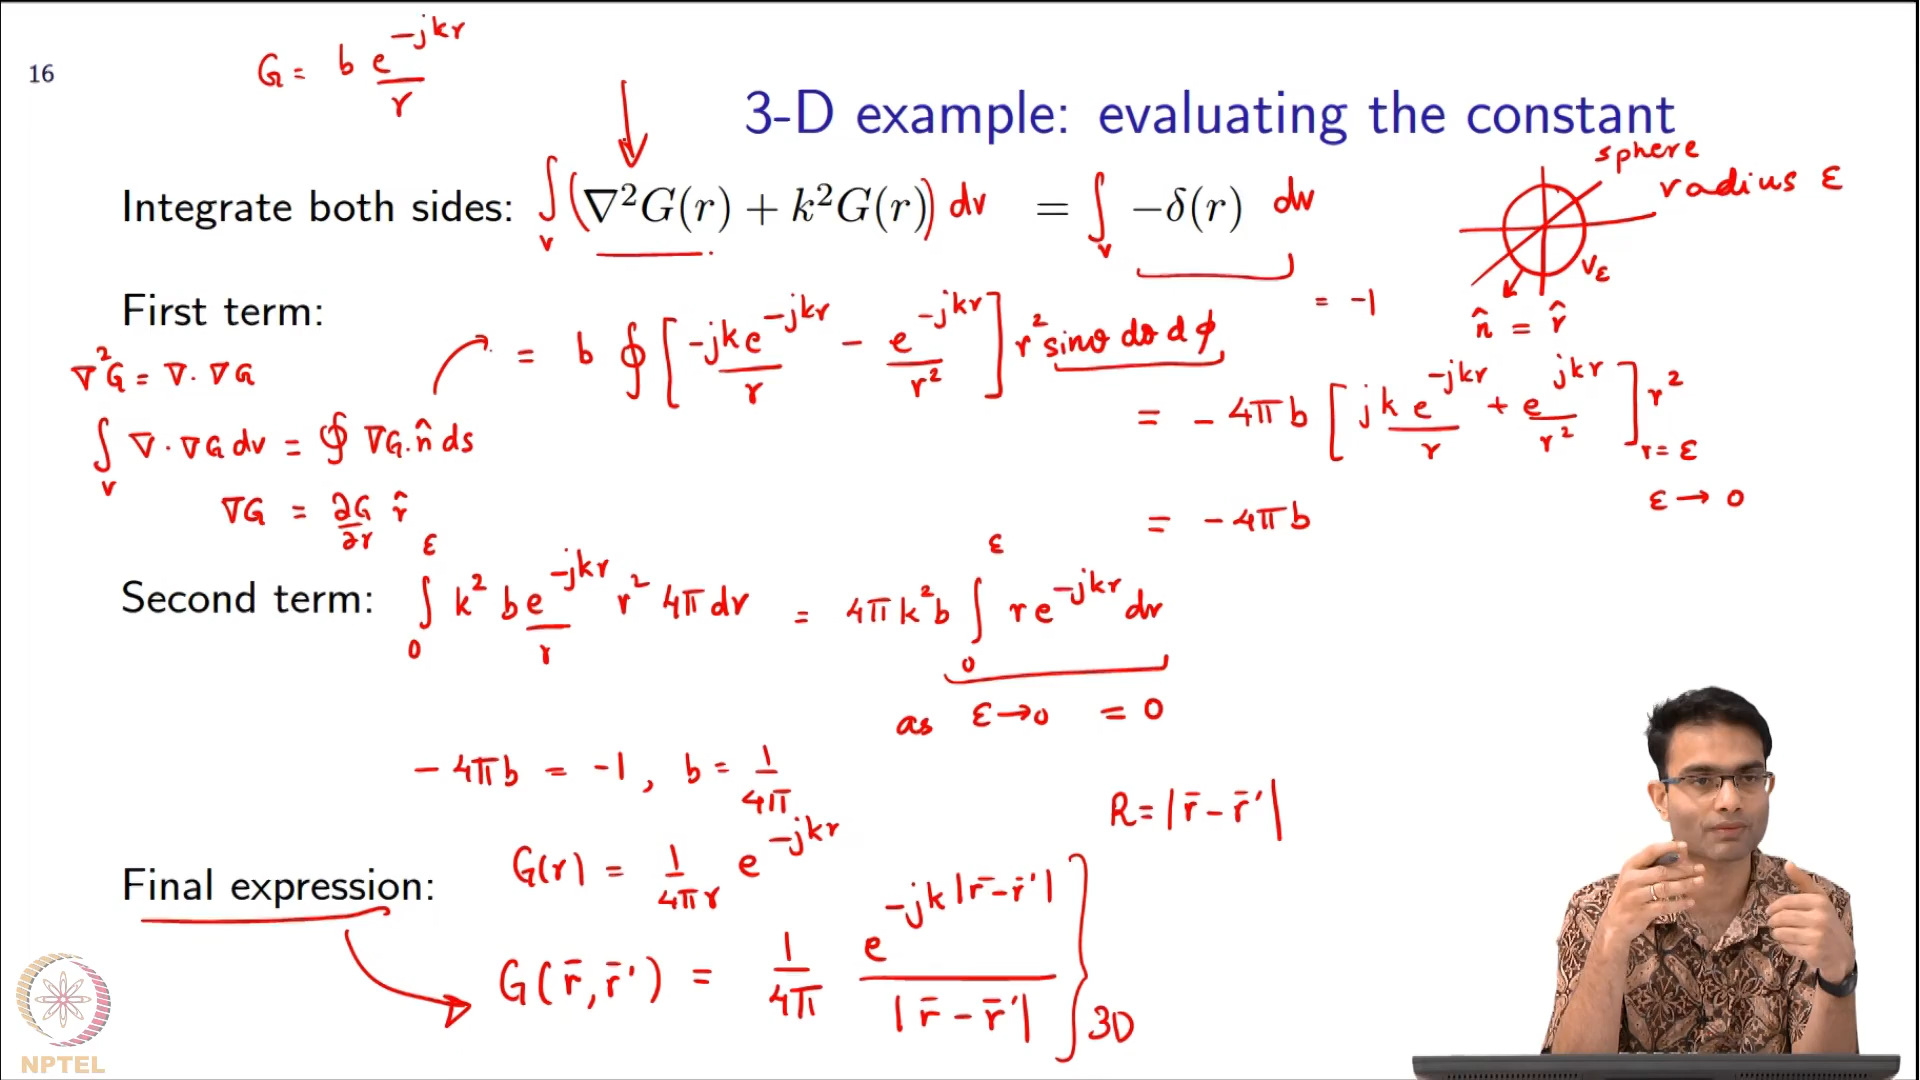 16
G = b e^{-jkr} / r
3-D example: evaluating the constant
sphere
radius ε
Integrate both sides: ∫_v (∇²G(r) + k²G(r)) dv = ∫_v −δ(r) dv
= -1
v_ε
n̂ = r̂
First term:
= b ∮ [ -jk e^{-jkr} / r − e^{-jkr} / r² ] r² sinθ dθ dϕ
∇²G = ∇·∇G
= -4π b [ jk e^{-jkr} / r + e^{jkr} / r² ] r² r=ε
∫_v ∇·∇G dv = ∮ ∇G·n̂ ds
ε → 0
∇G = ∂G/∂r r̂
= -4πb
Second term: ∫_0^ε k² b e^{-jkr} / r r² 4π dr = 4πk²b ∫_0^ε r e^{-jkr} dr
as ε→0 = 0
-4πb = -1, b = 1/4π
R = |r̄ - r̄'|
Final expression: G(r) = 1/4πr e^{-jkr}
G(r̄, r̄') = 1/4π e^{-jk|r̄-r̄'|} / |r̄-r̄'| } 3D
NPTEL